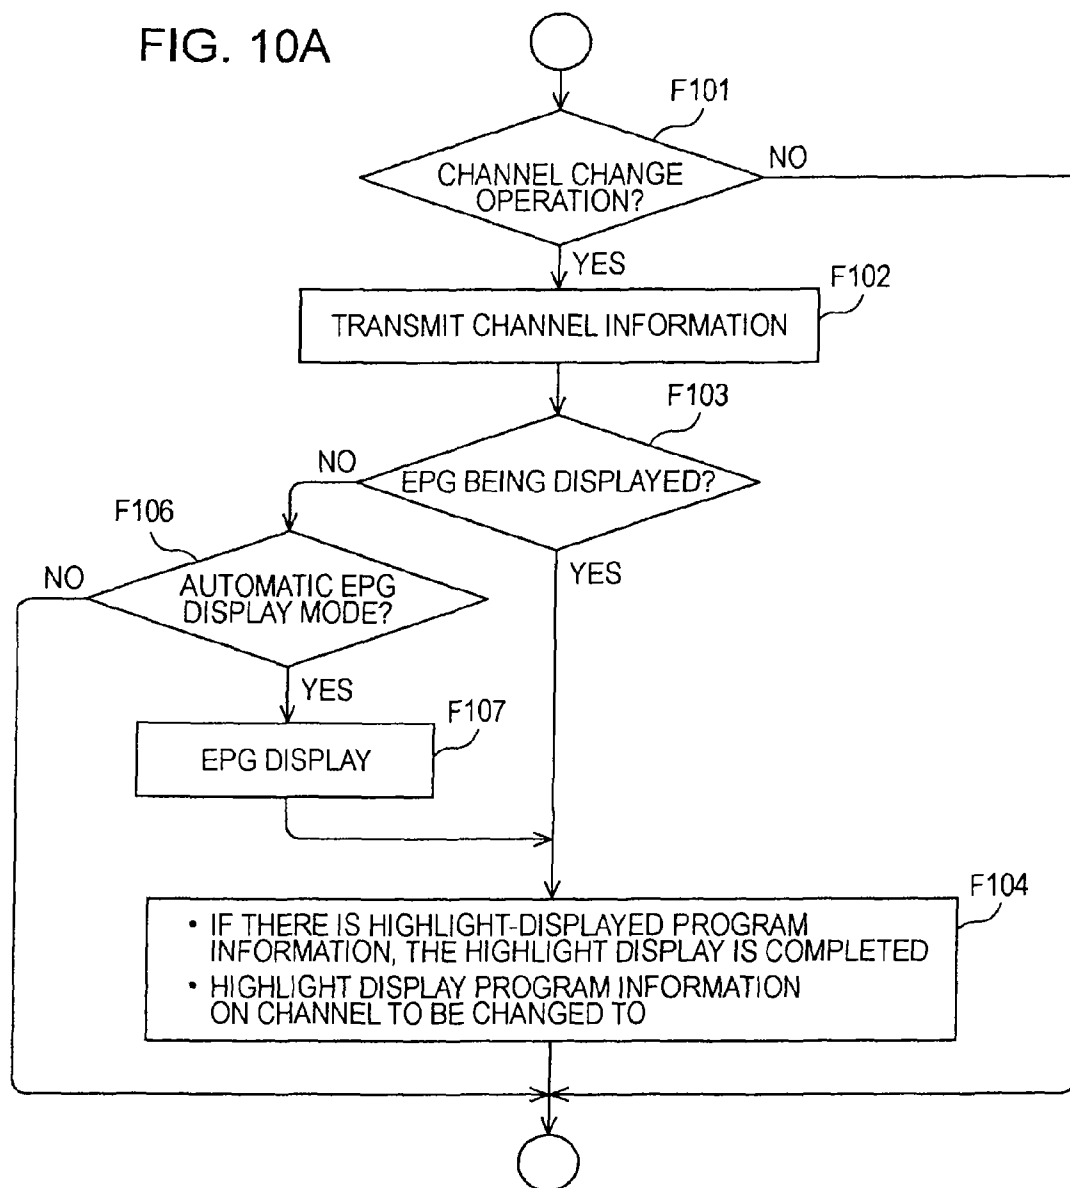 FIG. 10A
F101
CHANNEL CHANGE
OPERATION?
NO
YES
F102
TRANSMIT CHANNEL INFORMATION
F103
NO
EPG BEING DISPLAYED?
YES
F106
NO
AUTOMATIC EPG
DISPLAY MODE?
YES
F107
EPG DISPLAY
F104
• IF THERE IS HIGHLIGHT-DISPLAYED PROGRAM
INFORMATION, THE HIGHLIGHT DISPLAY IS COMPLETED
• HIGHLIGHT DISPLAY PROGRAM INFORMATION
ON CHANNEL TO BE CHANGED TO